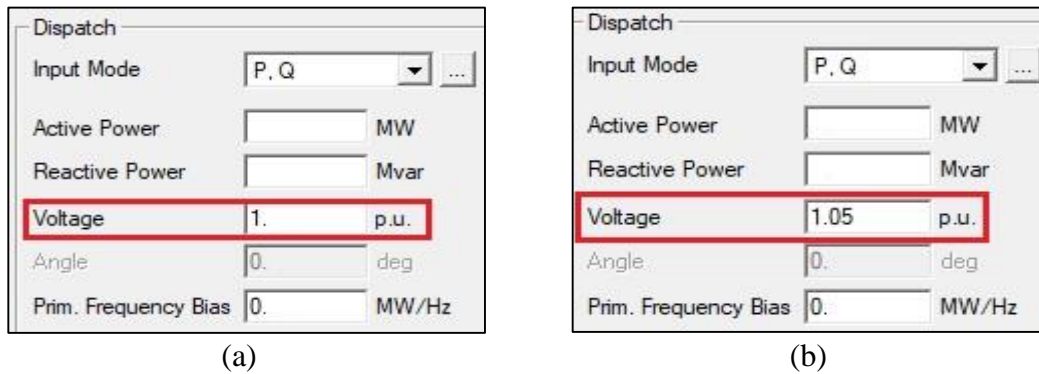 Dispatch
Input Mode P, Q ...
Active Power MW
Reactive Power Mvar
Voltage 1. p.u.
Angle 0. deg
Prim. Frequency Bias 0. MW/Hz
(a)
Dispatch
Input Mode P, Q ...
Active Power MW
Reactive Power Mvar
Voltage 1.05 p.u.
Angle 0. deg
Prim. Frequency Bias 0. MW/Hz
(b)